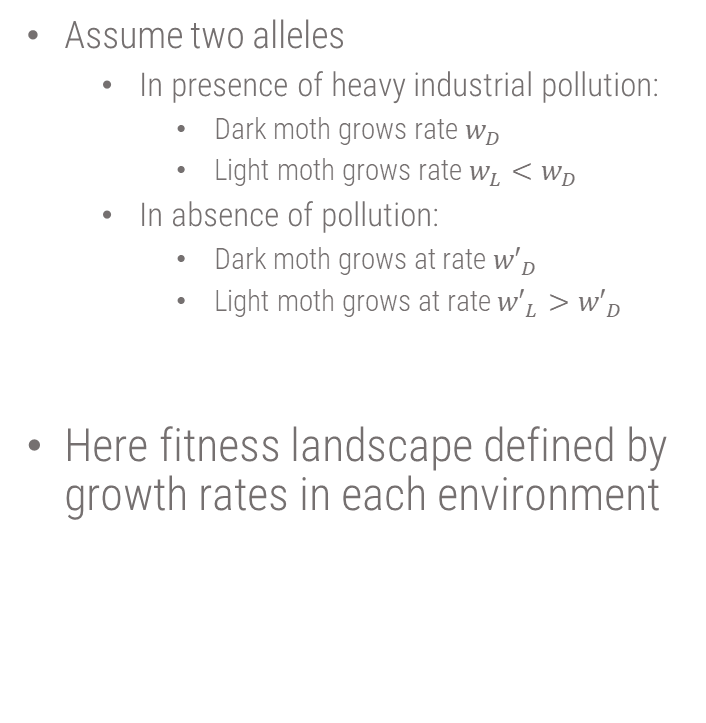 • Assume two alleles
• In presence of heavy industrial pollution:
• Dark moth grows rate w_D
• Light moth grows rate w_L < w_D
• In absence of pollution:
• Dark moth grows at rate w'_D
• Light moth grows at rate w'_L > w'_D
• Here fitness landscape defined by
growth rates in each environment